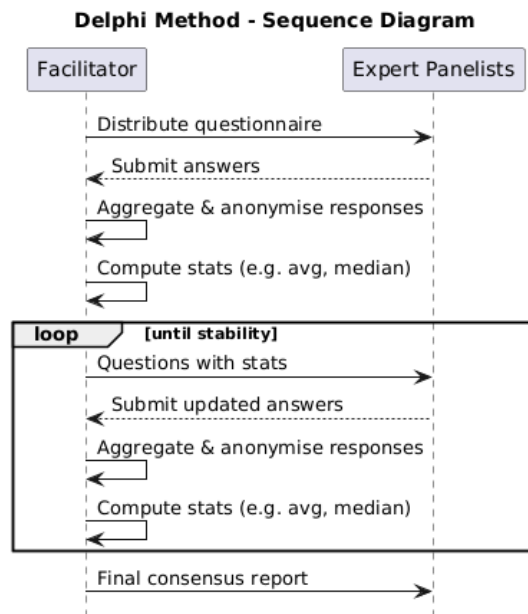 Delphi Method - Sequence Diagram
Facilitator
Expert Panelists
Distribute questionnaire
Submit answers
Aggregate & anonymise responses
Compute stats (e.g. avg, median)
loop [until stability]
Questions with stats
Submit updated answers
Aggregate & anonymise responses
Compute stats (e.g. avg, median)
Final consensus report